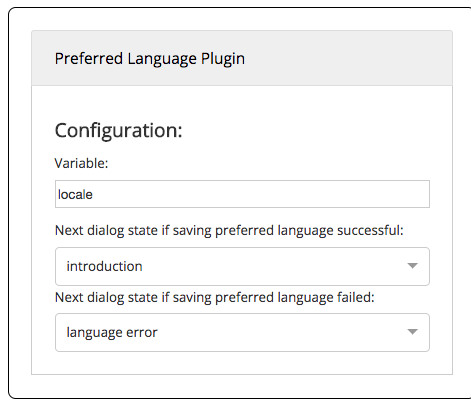 Preferred Language Plugin
Configuration:
Variable:
locale
Next dialog state if saving preferred language successful:
introduction
Next dialog state if saving preferred language failed:
language error